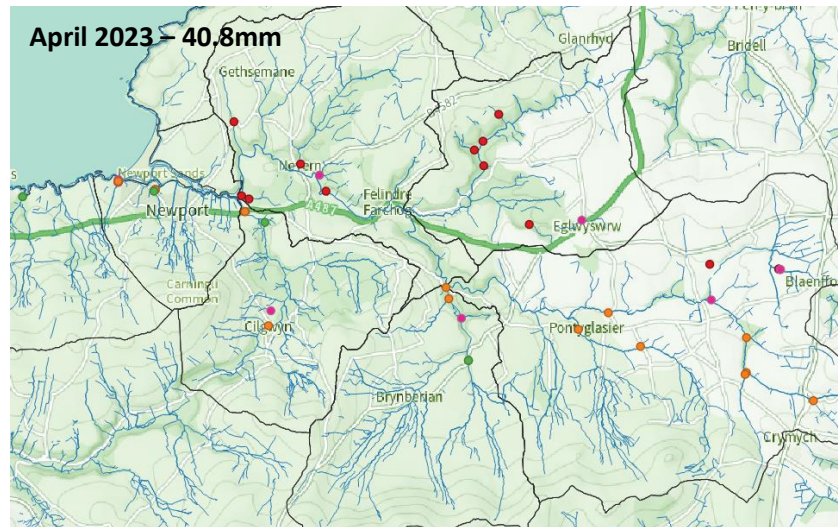 April 2023 – 40.8mm
Glanrhyd
Bridell
Gethsemane
Nevern
Newport Sands
Newport
A487
Felindre
Farchog
Eglwyswrw
Carningli
Common
Cilgwyn
Pontyglasier
Brynberian
Crymych